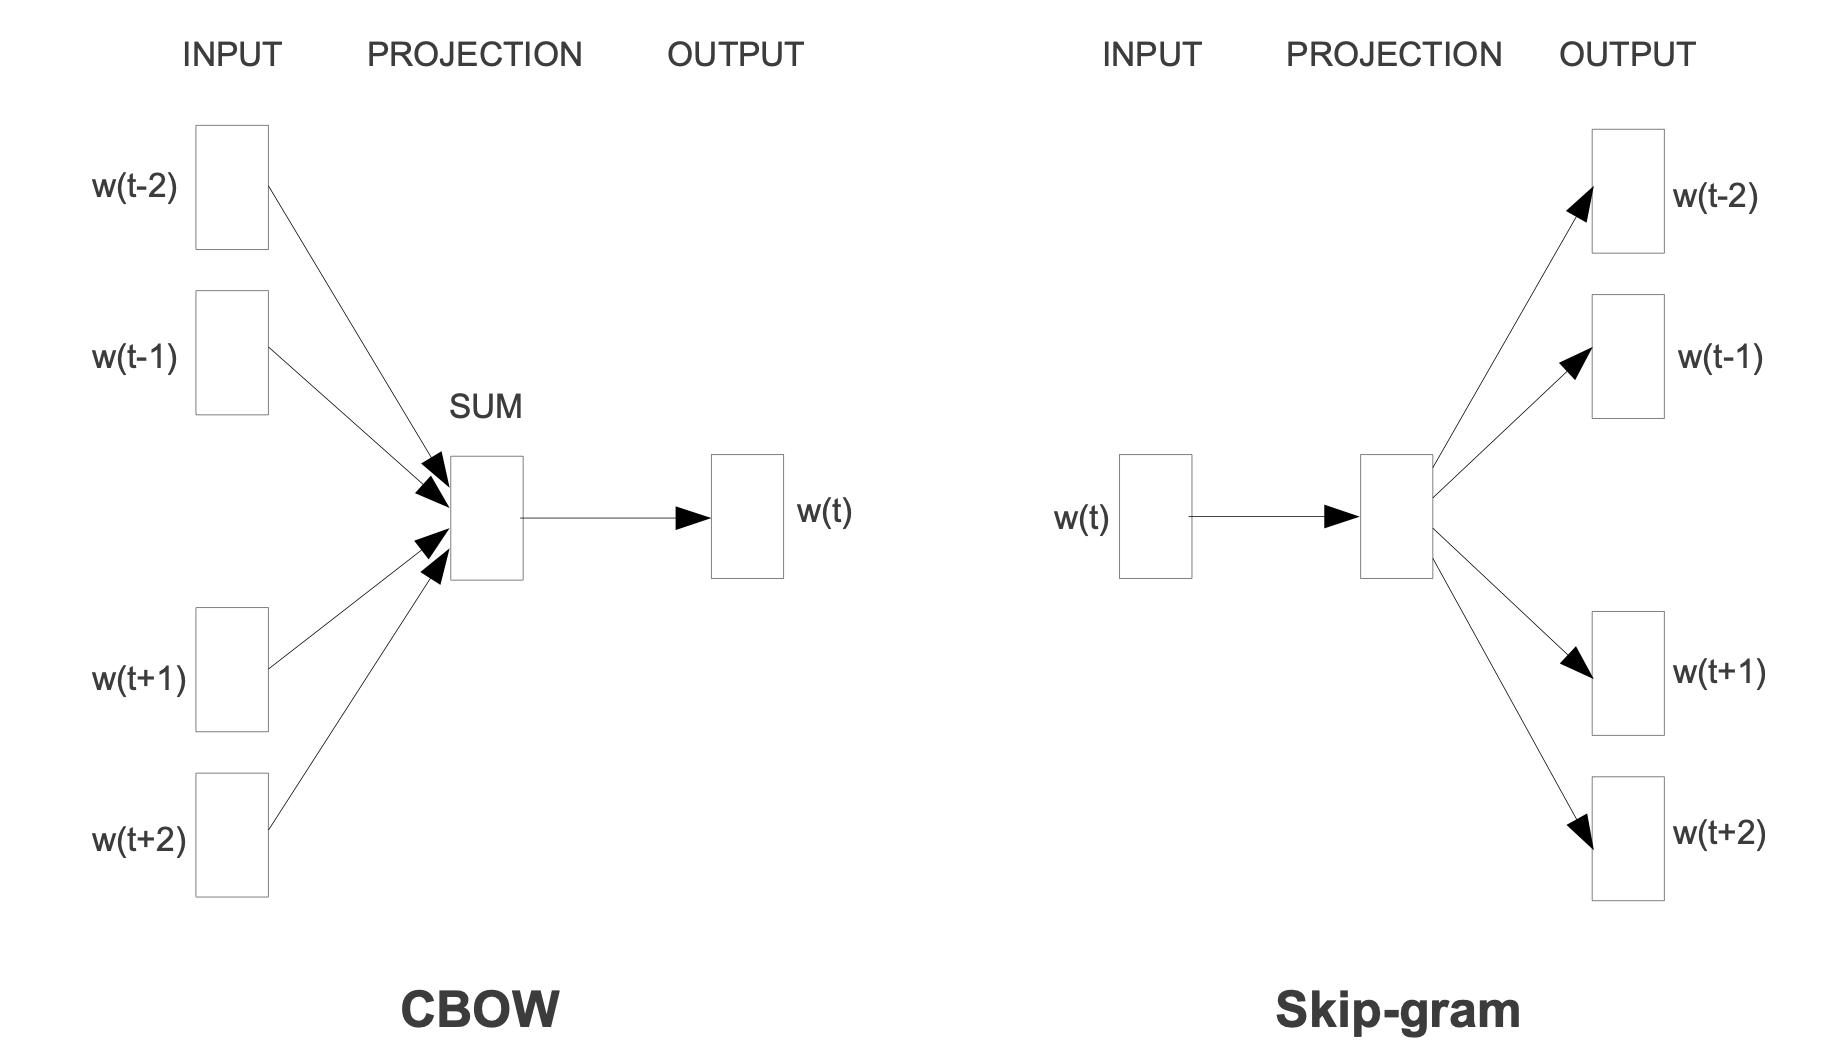 INPUT PROJECTION OUTPUT
w(t-2)
w(t-1)
SUM
w(t)
w(t+1)
w(t+2)
CBOW
INPUT PROJECTION OUTPUT
w(t-2)
w(t-1)
w(t)
w(t+1)
w(t+2)
Skip-gram